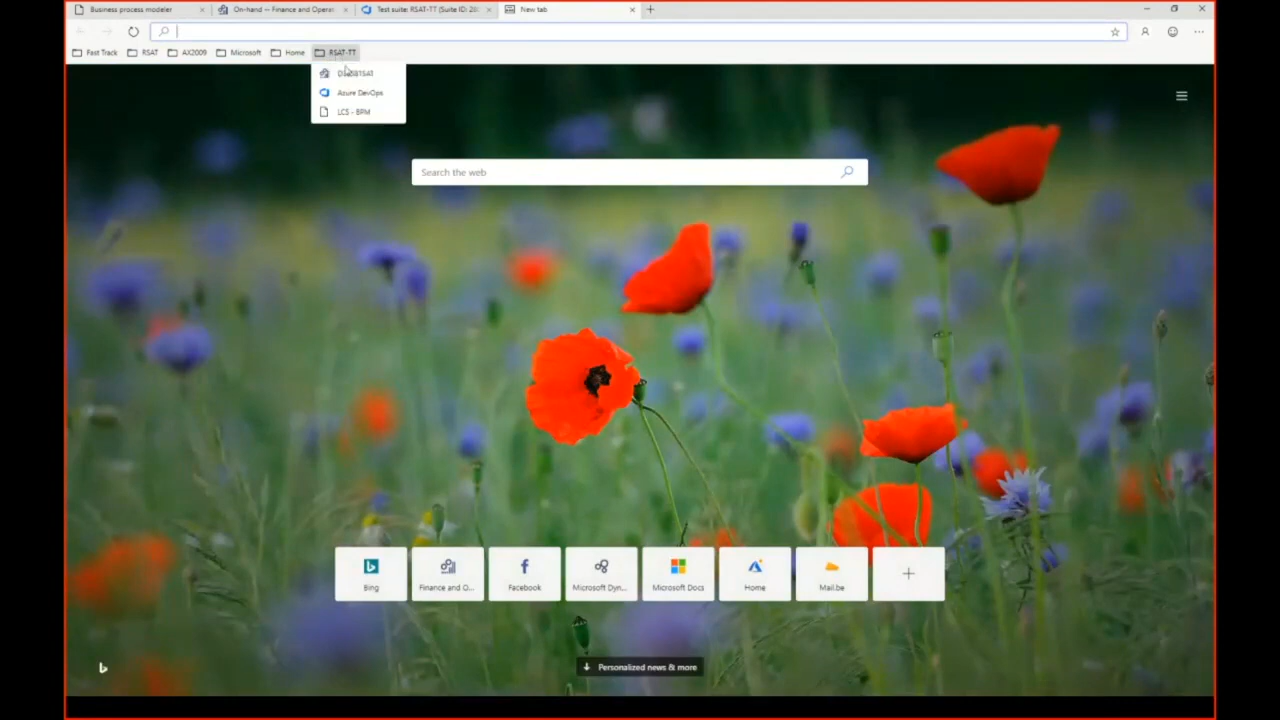 Business process modeler
On-hand -- Finance and Operat
Test suite: RSAT-TT (Suite ID: 28
New tab
Fast Track
RSAT
AX2009
Microsoft
Home
RSAT-TT
Azure DevOps
LCS - BPM
Search the web
Bing
Finance and O...
Facebook
Microsoft Dyn...
Microsoft Docs
Home
Mail.be
Personalized news & more